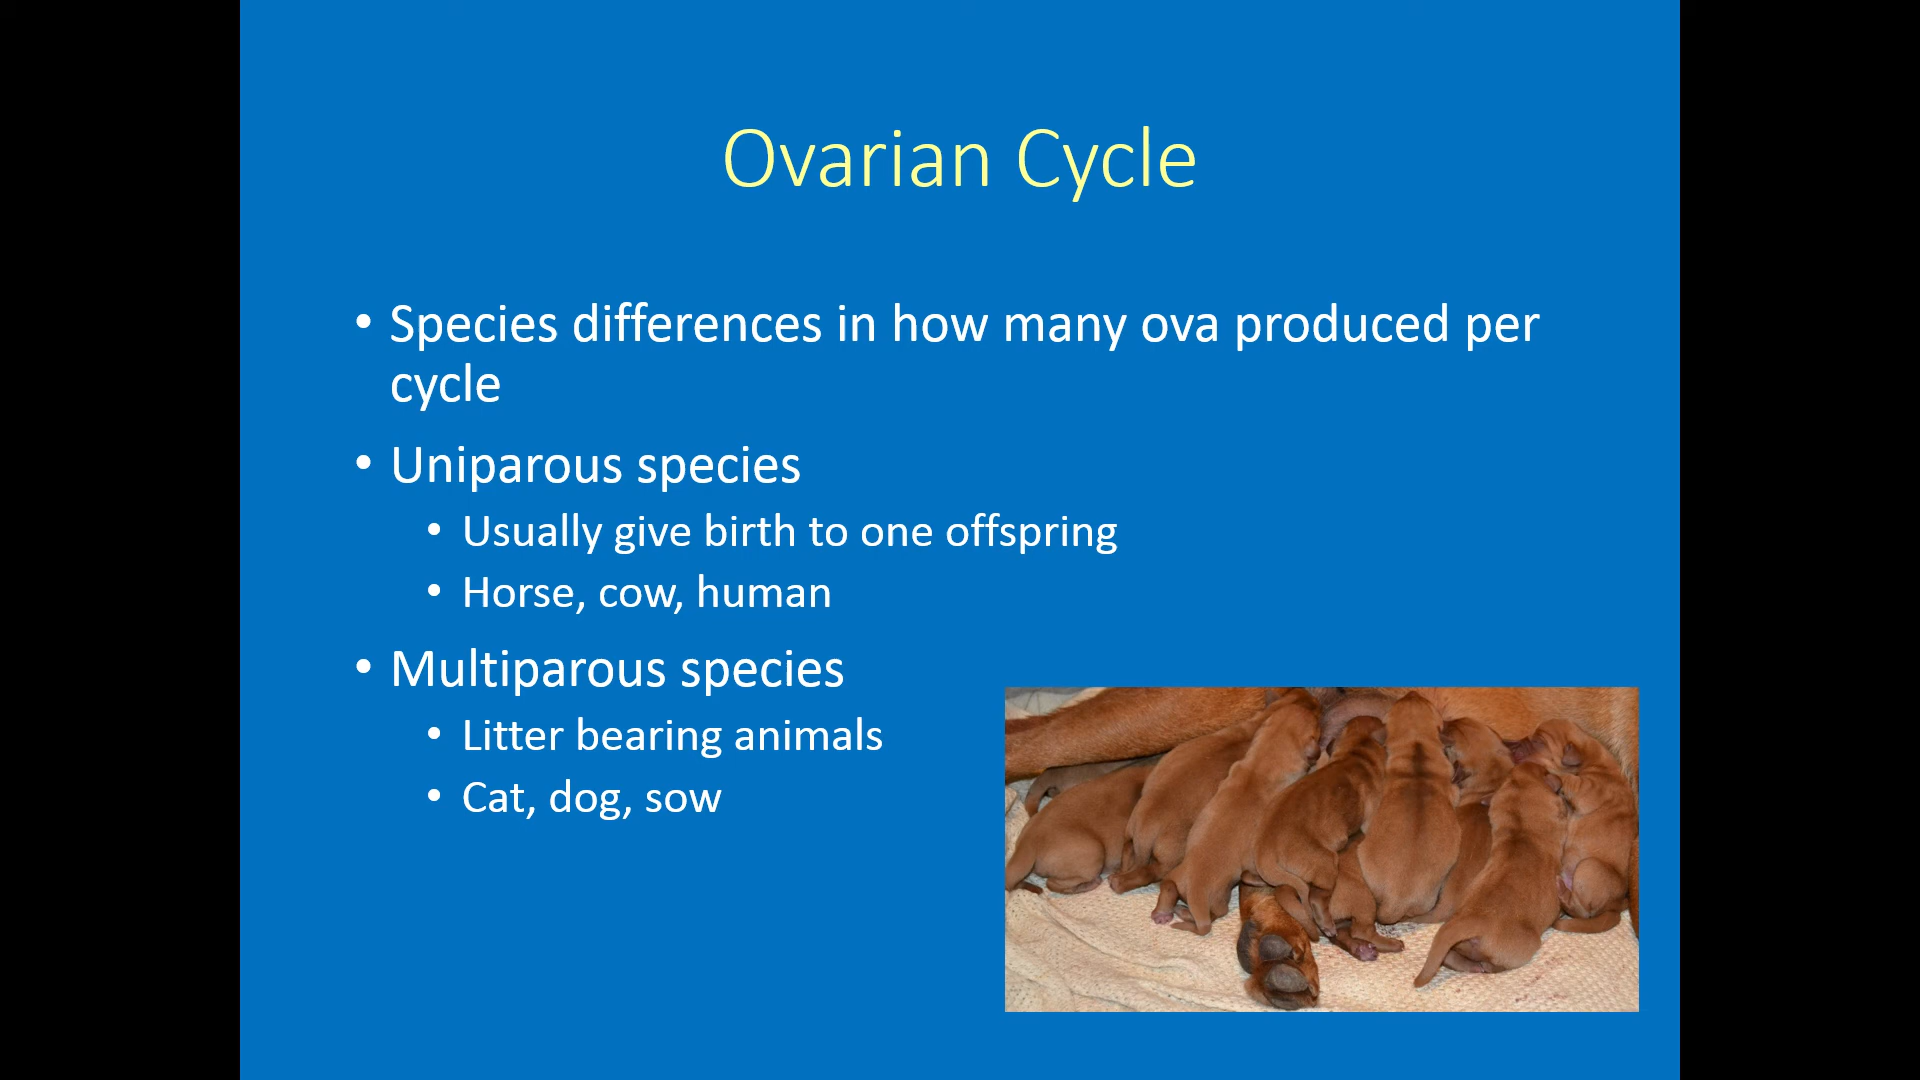 Ovarian Cycle
• Species differences in how many ova produced per
cycle
• Uniparous species
• Usually give birth to one offspring
• Horse, cow, human
• Multiparous species
• Litter bearing animals
• Cat, dog, sow